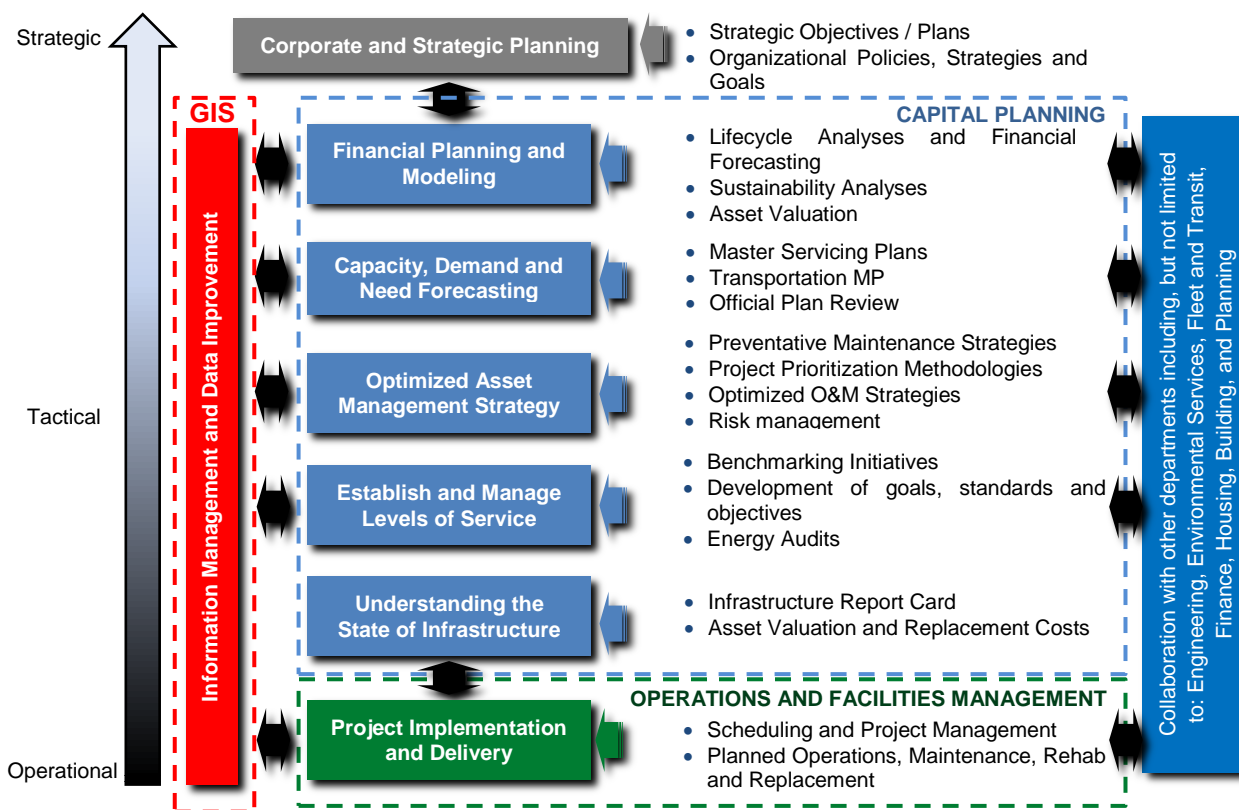 Strategic
Corporate and Strategic Planning
• Strategic Objectives / Plans
• Organizational Policies, Strategies and
Goals
GIS
Information Management and Data Improvement
CAPITAL PLANNING
Financial Planning and
Modeling
• Lifecycle Analyses and Financial
Forecasting
• Sustainability Analyses
• Asset Valuation
Capacity, Demand and
Need Forecasting
• Master Servicing Plans
• Transportation MP
• Official Plan Review
Tactical
Optimized Asset
Management Strategy
• Preventative Maintenance Strategies
• Project Prioritization Methodologies
• Optimized O&M Strategies
• Risk management
Establish and Manage
Levels of Service
• Benchmarking Initiatives
• Development of goals, standards and
objectives
• Energy Audits
Understanding the
State of Infrastructure
• Infrastructure Report Card
• Asset Valuation and Replacement Costs
OPERATIONS AND FACILITIES MANAGEMENT
Project Implementation
and Delivery
• Scheduling and Project Management
• Planned Operations, Maintenance, Rehab
and Replacement
Operational
Collaboration with other departments including, but not limited
to: Engineering, Environmental Services, Fleet and Transit,
Finance, Housing, Building, and Planning